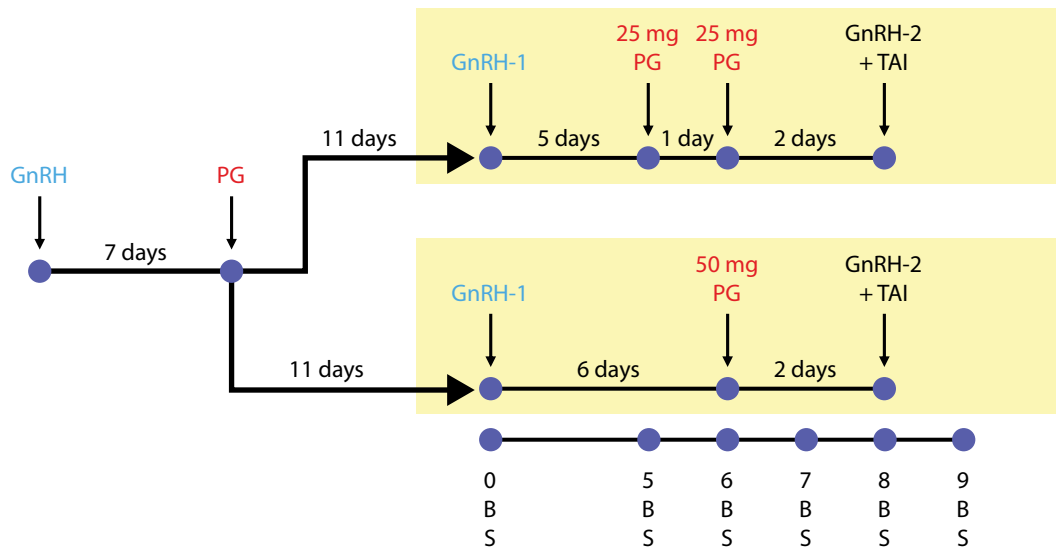 25 mg 25 mg GnRH-2
GnRH-1 PG PG + TAI
11 days 5 days 1 day 2 days
GnRH PG
7 days
50 mg GnRH-2
GnRH-1 PG + TAI
11 days 6 days 2 days
0 5 6 7 8 9
B B B B B B
S S S S S S